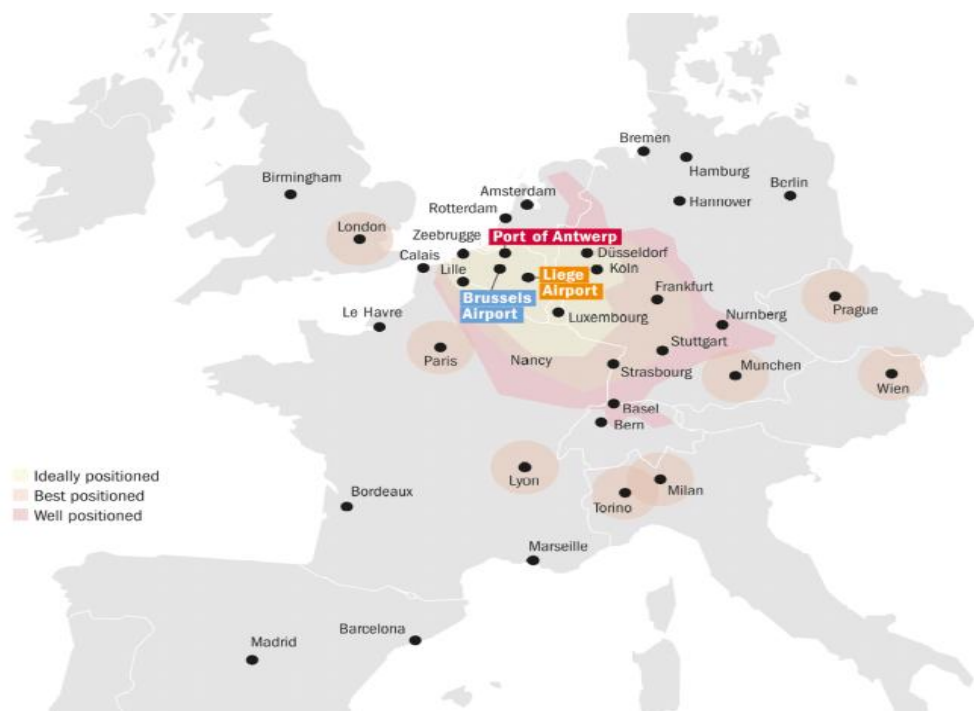 Bremen
Hamburg
Birmingham
Berlin
Amsterdam
Hannover
Rotterdam
London
Zeebrugge
Port of Antwerp
Calais
Düsseldorf
Lille
Liege
Airport
Köln
Brussels
Airport
Frankfurt
Le Havre
Luxembourg
Nurnberg
Prague
Paris
Nancy
Stuttgart
Strasbourg
Munchen
Wien
Basel
Bern
Ideally positioned
Best positioned
Well positioned
Lyon
Bordeaux
Torino
Milan
Marseille
Barcelona
Madrid